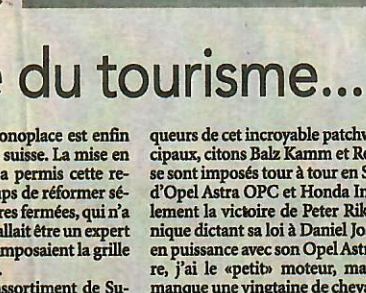 du tourisme...
onoplace est enfin
suisse. La mise en
a permis cette re-
ps de réformer sé-
res fermées, qui n'a
allait être un expert
mposaient la grille
ssortiment de Su-
queurs de cet incroyable patchw
cipaux, citons Balz Kamm et Re
se sont imposés tour à tour en S
d'Opel Astra OPC et Honda In
lement la victoire de Peter Rik
nique dictant sa loi à Daniel Jo
en puissance avec son Opel Astr
re, j'ai le «petit» moteur, ma
manque une vingtaine de cheva